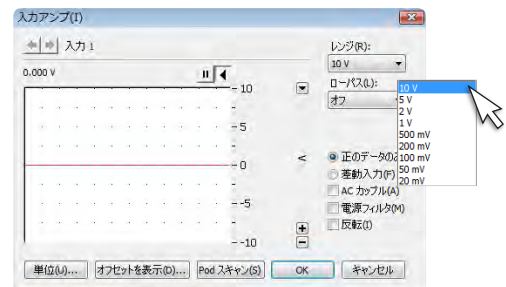 入力アンプ(I)
入力 1
レンジ(R):
10 V
0.000 V
ローパス(L):
オフ
10
5
0
-5
-10
<
10 V
5 V
2 V
1 V
500 mV
200 mV
100 mV
50 mV
20 mV
正のデータの
差動入力(F)
AC カップル(A)
電源フィルタ(M)
反転(I)
単位(U)...
オフセットを表示(D)...
Pod スキャン(S)
OK
キャンセル